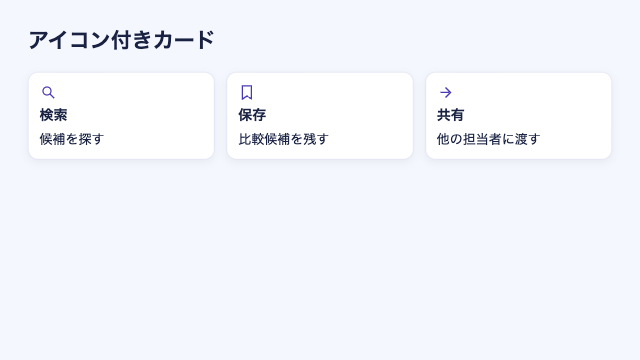 アイコン付きカード
検索
候補を探す
保存
比較候補を残す
共有
他の担当者に渡す